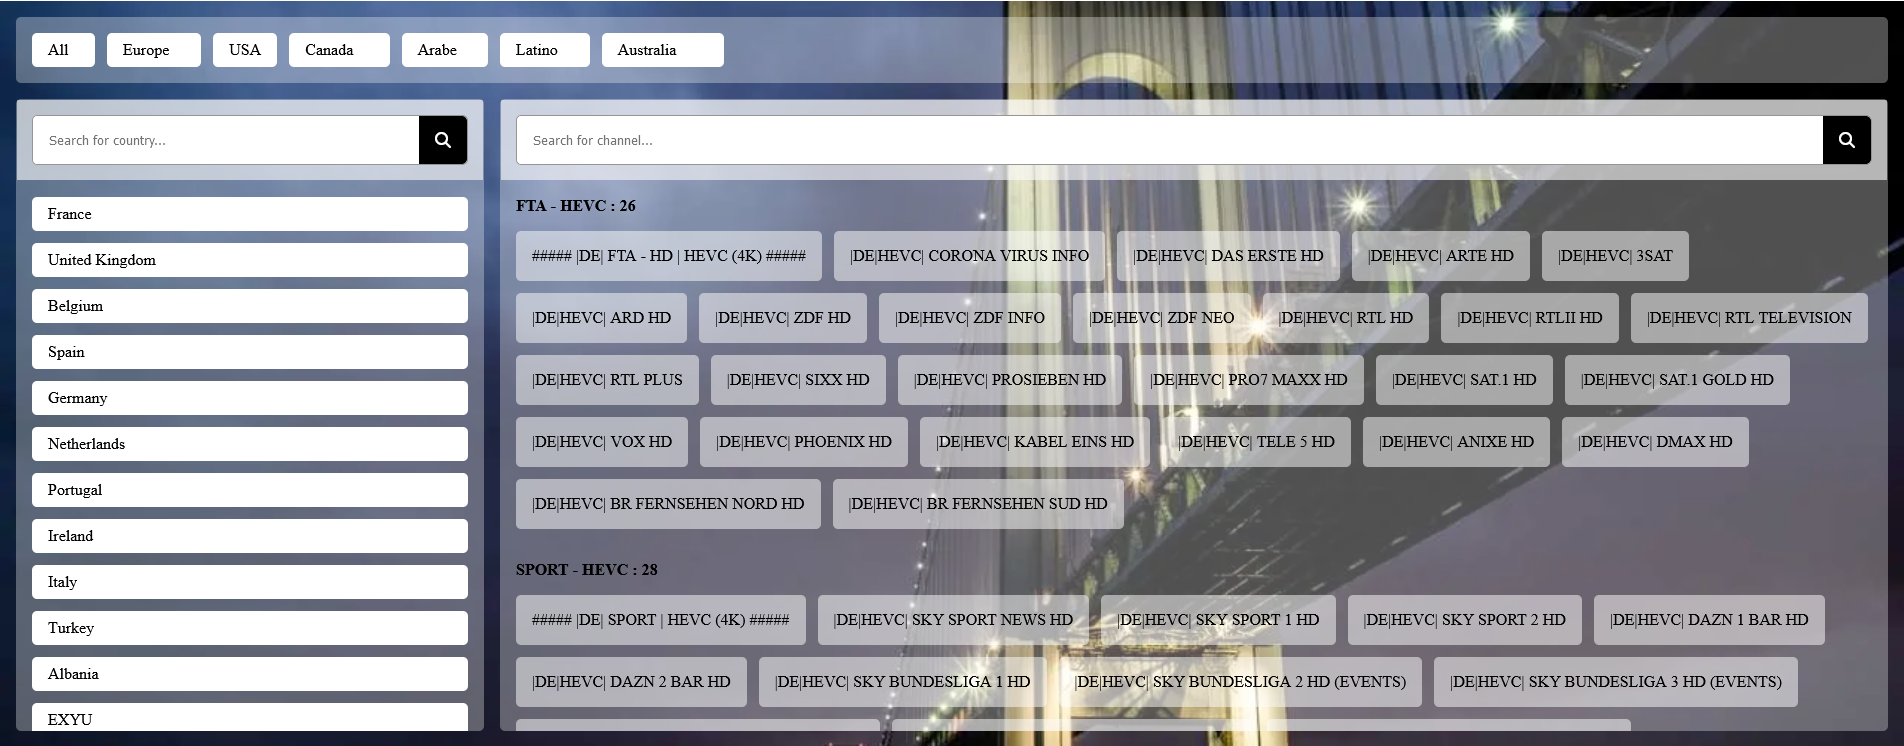 All Europe USA Canada Arabe Latino Australia
Search for country...
France
United Kingdom
Belgium
Spain
Germany
Netherlands
Portugal
Ireland
Italy
Turkey
Albania
EXYU
Search for channel...
FTA - HEVC : 26
##### |DE| FTA - HD | HEVC (4K) ##### |DE|HEVC| CORONA VIRUS INFO |DE|HEVC| DAS ERSTE HD |DE|HEVC| ARTE HD |DE|HEVC| 3SAT
|DE|HEVC| ARD HD |DE|HEVC| ZDF HD |DE|HEVC| ZDF INFO |DE|HEVC| ZDF NEO |DE|HEVC| RTL HD |DE|HEVC| RTLII HD |DE|HEVC| RTL TELEVISION
|DE|HEVC| RTL PLUS |DE|HEVC| SIXX HD |DE|HEVC| PROSIEBEN HD |DE|HEVC| PRO7 MAXX HD |DE|HEVC| SAT.1 HD |DE|HEVC| SAT.1 GOLD HD
|DE|HEVC| VOX HD |DE|HEVC| PHOENIX HD |DE|HEVC| KABEL EINS HD |DE|HEVC| TELE 5 HD |DE|HEVC| ANIXE HD |DE|HEVC| DMAX HD
|DE|HEVC| BR FERNSEHEN NORD HD |DE|HEVC| BR FERNSEHEN SUD HD
SPORT - HEVC : 28
##### |DE| SPORT | HEVC (4K) ##### |DE|HEVC| SKY SPORT NEWS HD |DE|HEVC| SKY SPORT 1 HD |DE|HEVC| SKY SPORT 2 HD |DE|HEVC| DAZN 1 BAR HD
|DE|HEVC| DAZN 2 BAR HD |DE|HEVC| SKY BUNDESLIGA 1 HD |DE|HEVC| SKY BUNDESLIGA 2 HD (EVENTS) |DE|HEVC| SKY BUNDESLIGA 3 HD (EVENTS)